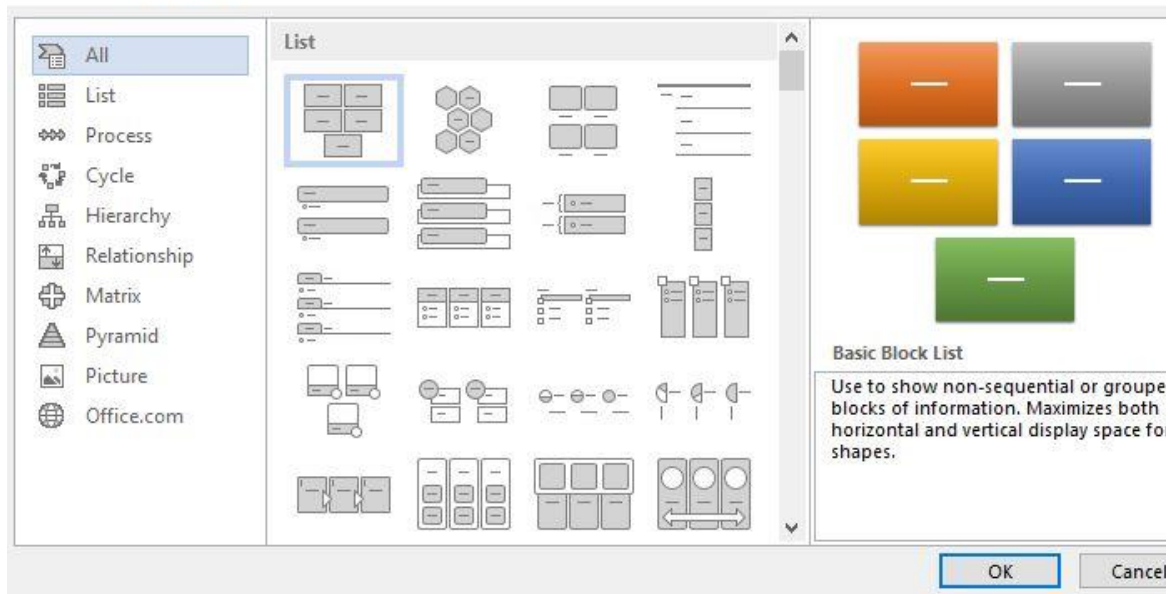 All
List
Process
Cycle
Hierarchy
Relationship
Matrix
Pyramid
Picture
Office.com
List
Basic Block List
Use to show non-sequential or groupe
blocks of information. Maximizes both
horizontal and vertical display space fo
shapes.
OK
Cancel